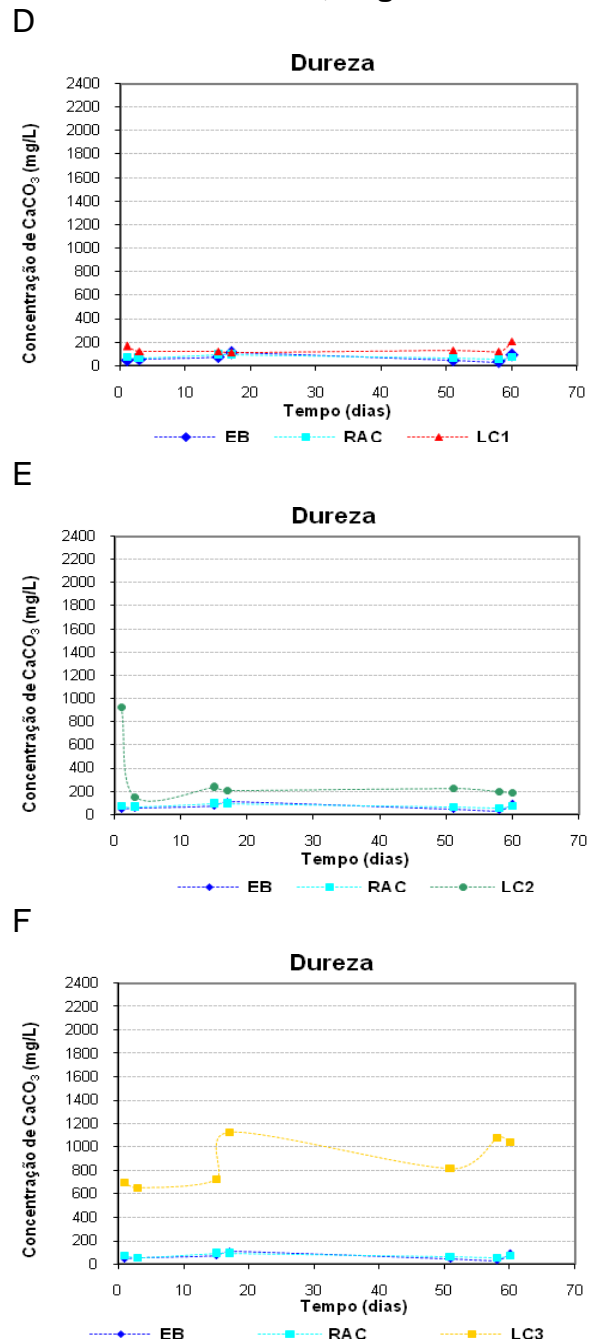 D
Dureza
Concentração de CaCO3 (mg/L)
2400
2200
2000
1800
1600
1400
1200
1000
800
600
400
200
0
0 10 20 30 40 50 60 70
Tempo (dias)
EB RAC LC1
E
Dureza
Concentração de CaCO3 (mg/L)
2400
2200
2000
1800
1600
1400
1200
1000
800
600
400
200
0
0 10 20 30 40 50 60 70
Tempo (dias)
EB RAC LC2
F
Dureza
Concentração de CaCO3 (mg/L)
2400
2200
2000
1800
1600
1400
1200
1000
800
600
400
200
0
0 10 20 30 40 50 60 70
Tempo (dias)
EB RAC LC3